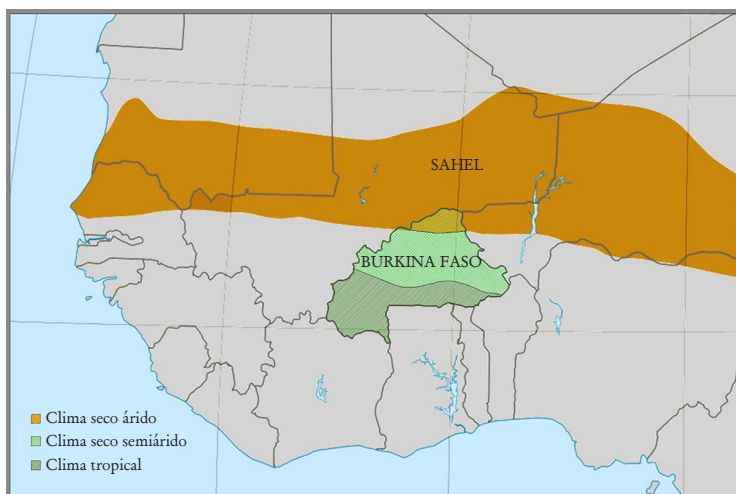 SAHEL
BURKINA FASO
Clima seco árido
Clima seco semiárido
Clima tropical